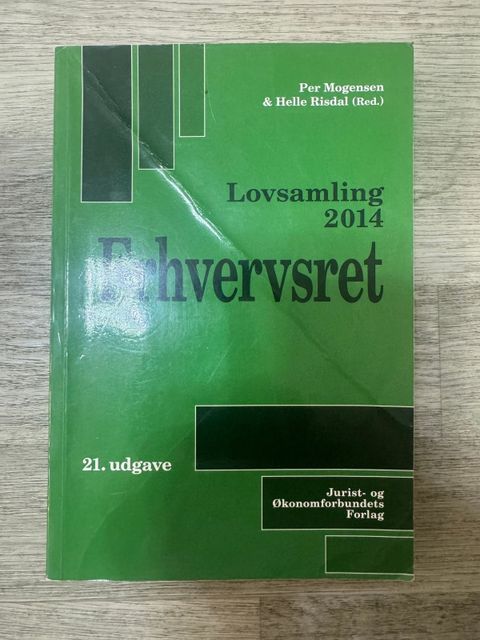 Per Mogensen
& Helle Risdal (Red.)
Lovsamling
2014
Erhvervsret
21. udgave
Jurist- og
Økonomforbundets
Forlag